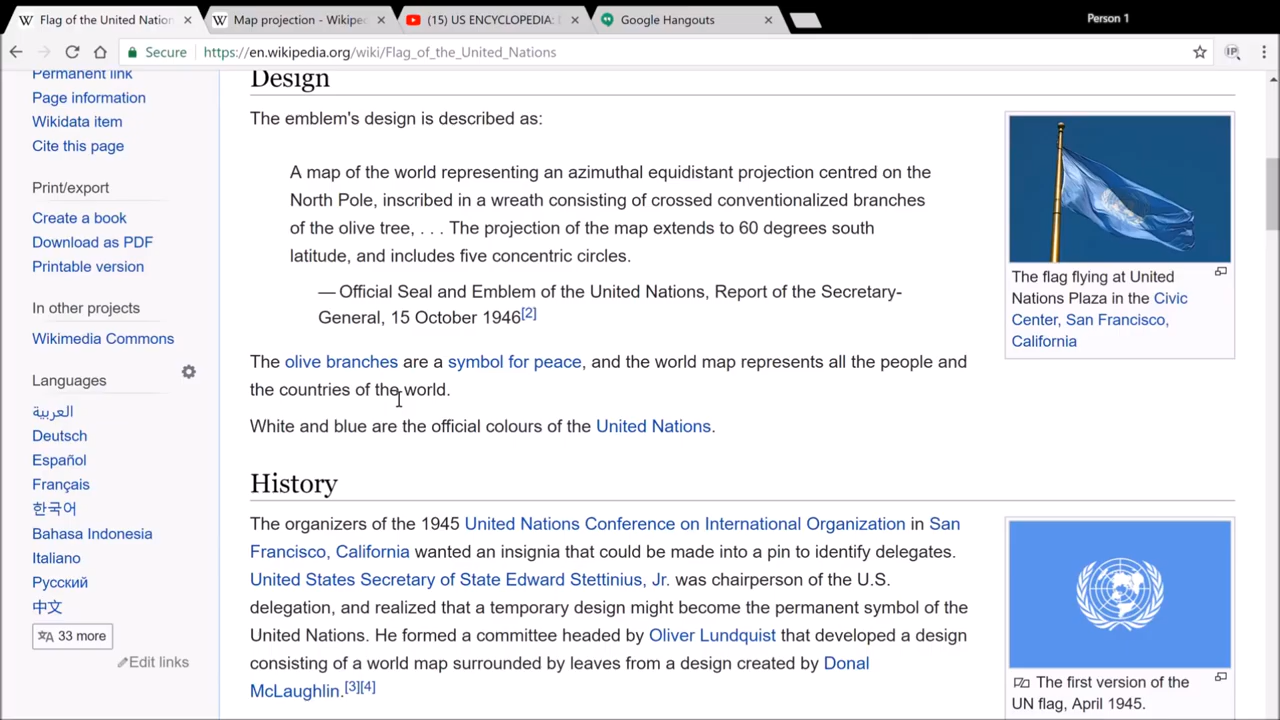 Flag of the United Nation
Map projection - Wikiped
(15) US ENCYCLOPEDIA:
Google Hangouts
Person 1
Secure
https://en.wikipedia.org/wiki/Flag_of_the_United_Nations
Permanent link
Page information
Wikidata item
Cite this page
Print/export
Create a book
Download as PDF
Printable version
In other projects
Wikimedia Commons
Languages
العربية
Deutsch
Español
Français
한국어
Bahasa Indonesia
Italiano
Русский
中文
33 more
Edit links
Design
The emblem's design is described as:
A map of the world representing an azimuthal equidistant projection centred on the
North Pole, inscribed in a wreath consisting of crossed conventionalized branches
of the olive tree, . . . The projection of the map extends to 60 degrees south
latitude, and includes five concentric circles.
— Official Seal and Emblem of the United Nations, Report of the Secretary-
General, 15 October 1946[2]
The olive branches are a symbol for peace, and the world map represents all the people and
the countries of the world.
White and blue are the official colours of the United Nations.
The flag flying at United
Nations Plaza in the Civic
Center, San Francisco,
California
History
The organizers of the 1945 United Nations Conference on International Organization in San
Francisco, California wanted an insignia that could be made into a pin to identify delegates.
United States Secretary of State Edward Stettinius, Jr. was chairperson of the U.S.
delegation, and realized that a temporary design might become the permanent symbol of the
United Nations. He formed a committee headed by Oliver Lundquist that developed a design
consisting of a world map surrounded by leaves from a design created by Donal
McLaughlin.[3][4]
The first version of the
UN flag, April 1945.